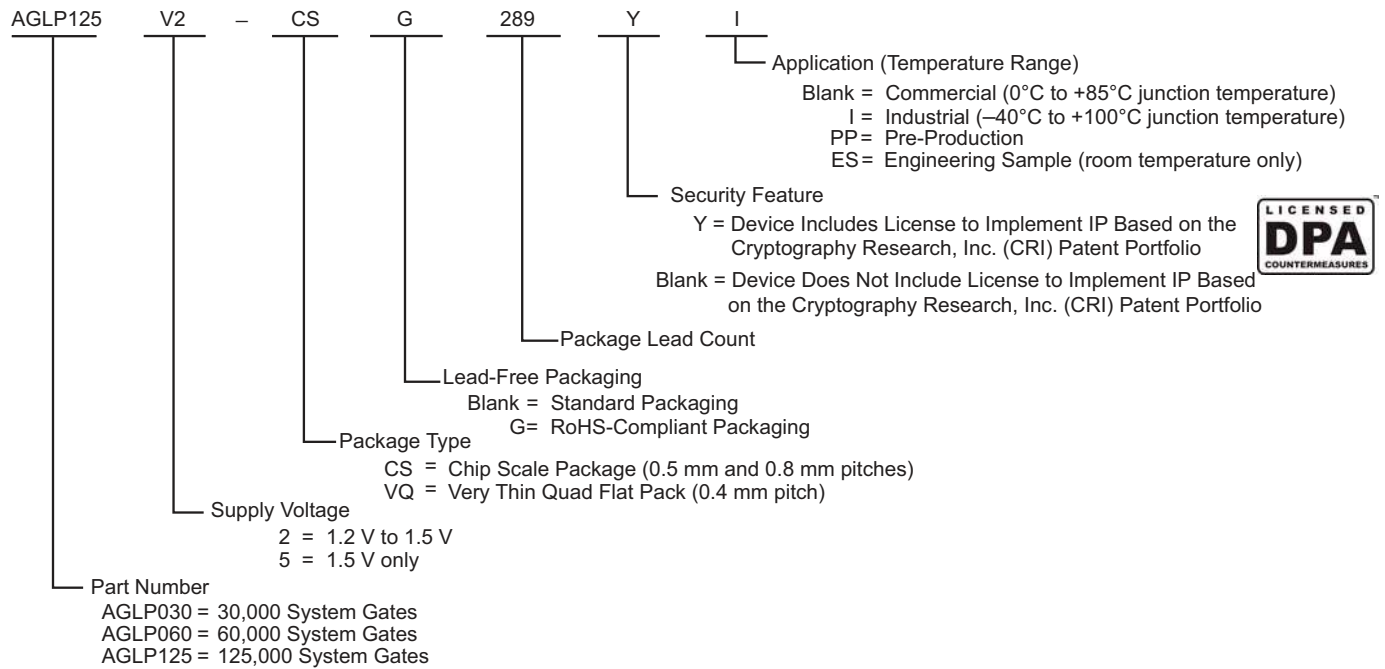 AGLP125 V2 – CS G 289 Y I
Application (Temperature Range)
Blank = Commercial (0°C to +85°C junction temperature)
I = Industrial (–40°C to +100°C junction temperature)
PP= Pre-Production
ES= Engineering Sample (room temperature only)
Security Feature
Y = Device Includes License to Implement IP Based on the
Cryptography Research, Inc. (CRI) Patent Portfolio
Blank = Device Does Not Include License to Implement IP Based
on the Cryptography Research, Inc. (CRI) Patent Portfolio
LICENSED
DPA
COUNTERMEASURES
TM
Package Lead Count
Lead-Free Packaging
Blank = Standard Packaging
G= RoHS-Compliant Packaging
Package Type
CS = Chip Scale Package (0.5 mm and 0.8 mm pitches)
VQ = Very Thin Quad Flat Pack (0.4 mm pitch)
Supply Voltage
2 = 1.2 V to 1.5 V
5 = 1.5 V only
Part Number
AGLP030 = 30,000 System Gates
AGLP060 = 60,000 System Gates
AGLP125 = 125,000 System Gates